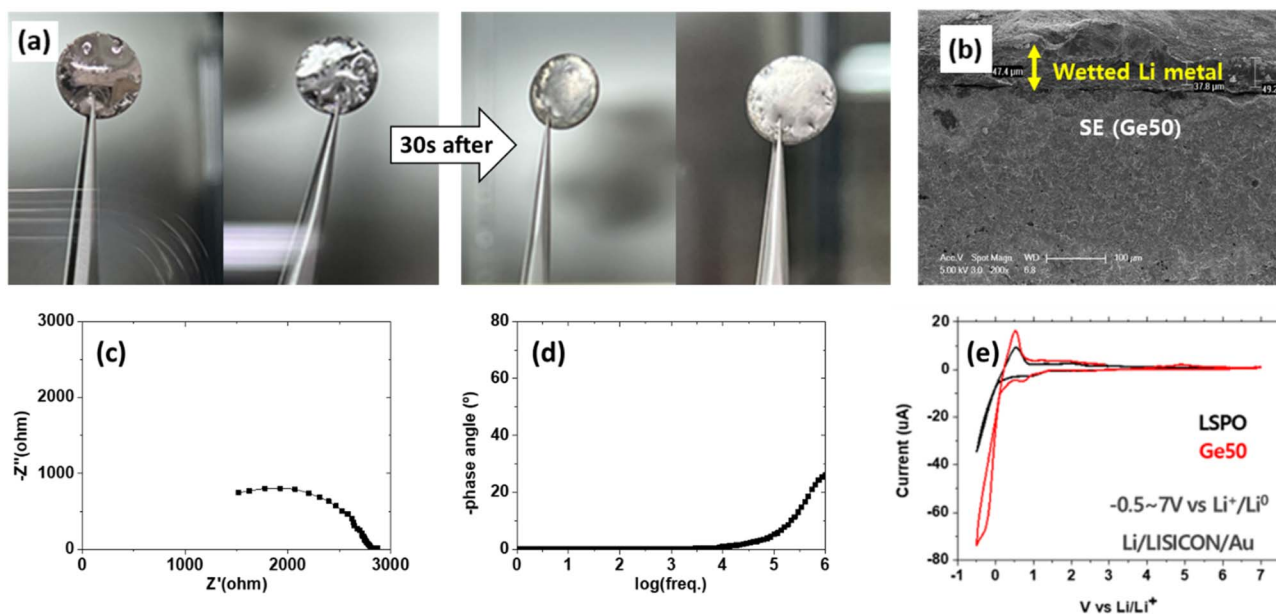 (a)
30s after
(b)
47.4 µm
Wetted Li metal
37.8 µm
49.2
SE (Ge50)
Acc.V Spot Magn WD
5.00 kV 3.0 200x 6.8
100 µm
(c)
3000
2000
1000
0
0 1000 2000 3000
-Z"(ohm)
Z'(ohm)
(d)
80
60
40
20
0
0 1 2 3 4 5 6
-phase angle (°)
log(freq.)
(e)
20
0
-20
-40
-60
-80
-1 0 1 2 3 4 5 6 7
Current (uA)
LSPO
Ge50
-0.5~7V vs Li⁺/Li⁰
Li/LISICON/Au
V vs Li/Li⁺